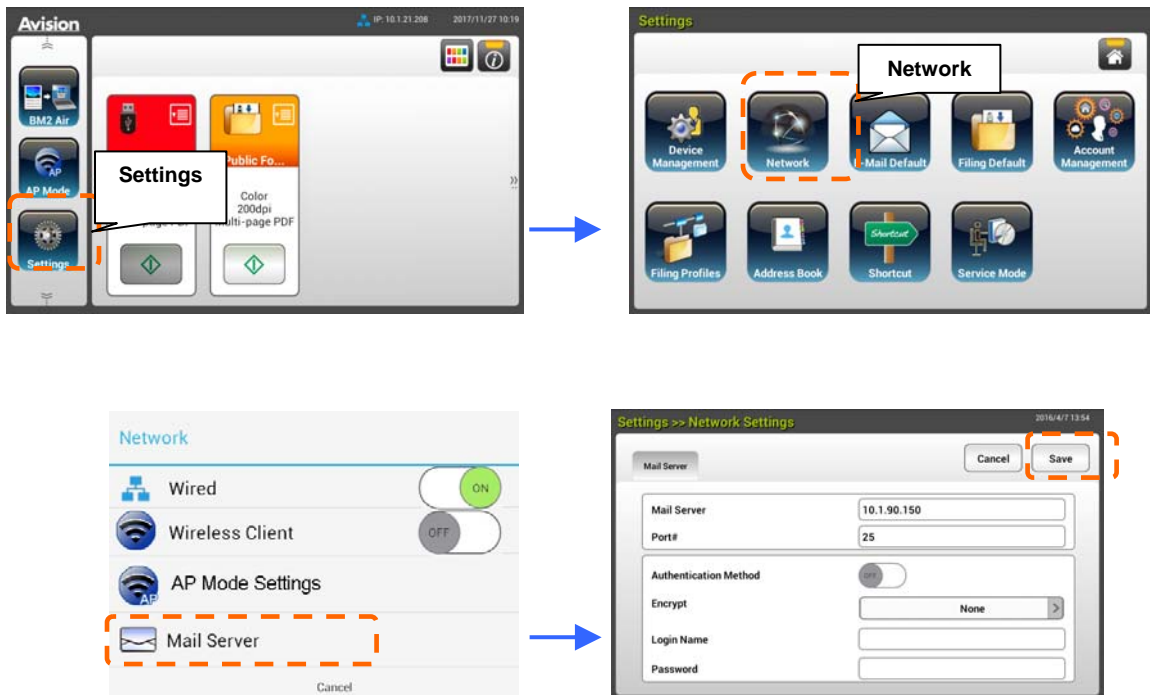 Avision
IP: 10.1.21.208 2017/11/27 10:19
BM2 Air
AP
AP Mode
Settings
Settings
Public Fo...
Color
200dpi
Multi-page PDF
Settings
Network
Device
Management
Network
E-Mail Default
Filing Default
Account
Management
Filing Profiles
Address Book
Shortcut
Shortcut
Service Mode
Network
Wired ON
Wireless Client OFF
AP
AP Mode Settings
Mail Server
Cancel
Settings >> Network Settings 2016/4/7 13:54
Mail Server Cancel Save
Mail Server 10.1.90.150
Port# 25
Authentication Method OFF
Encrypt None
Login Name
Password